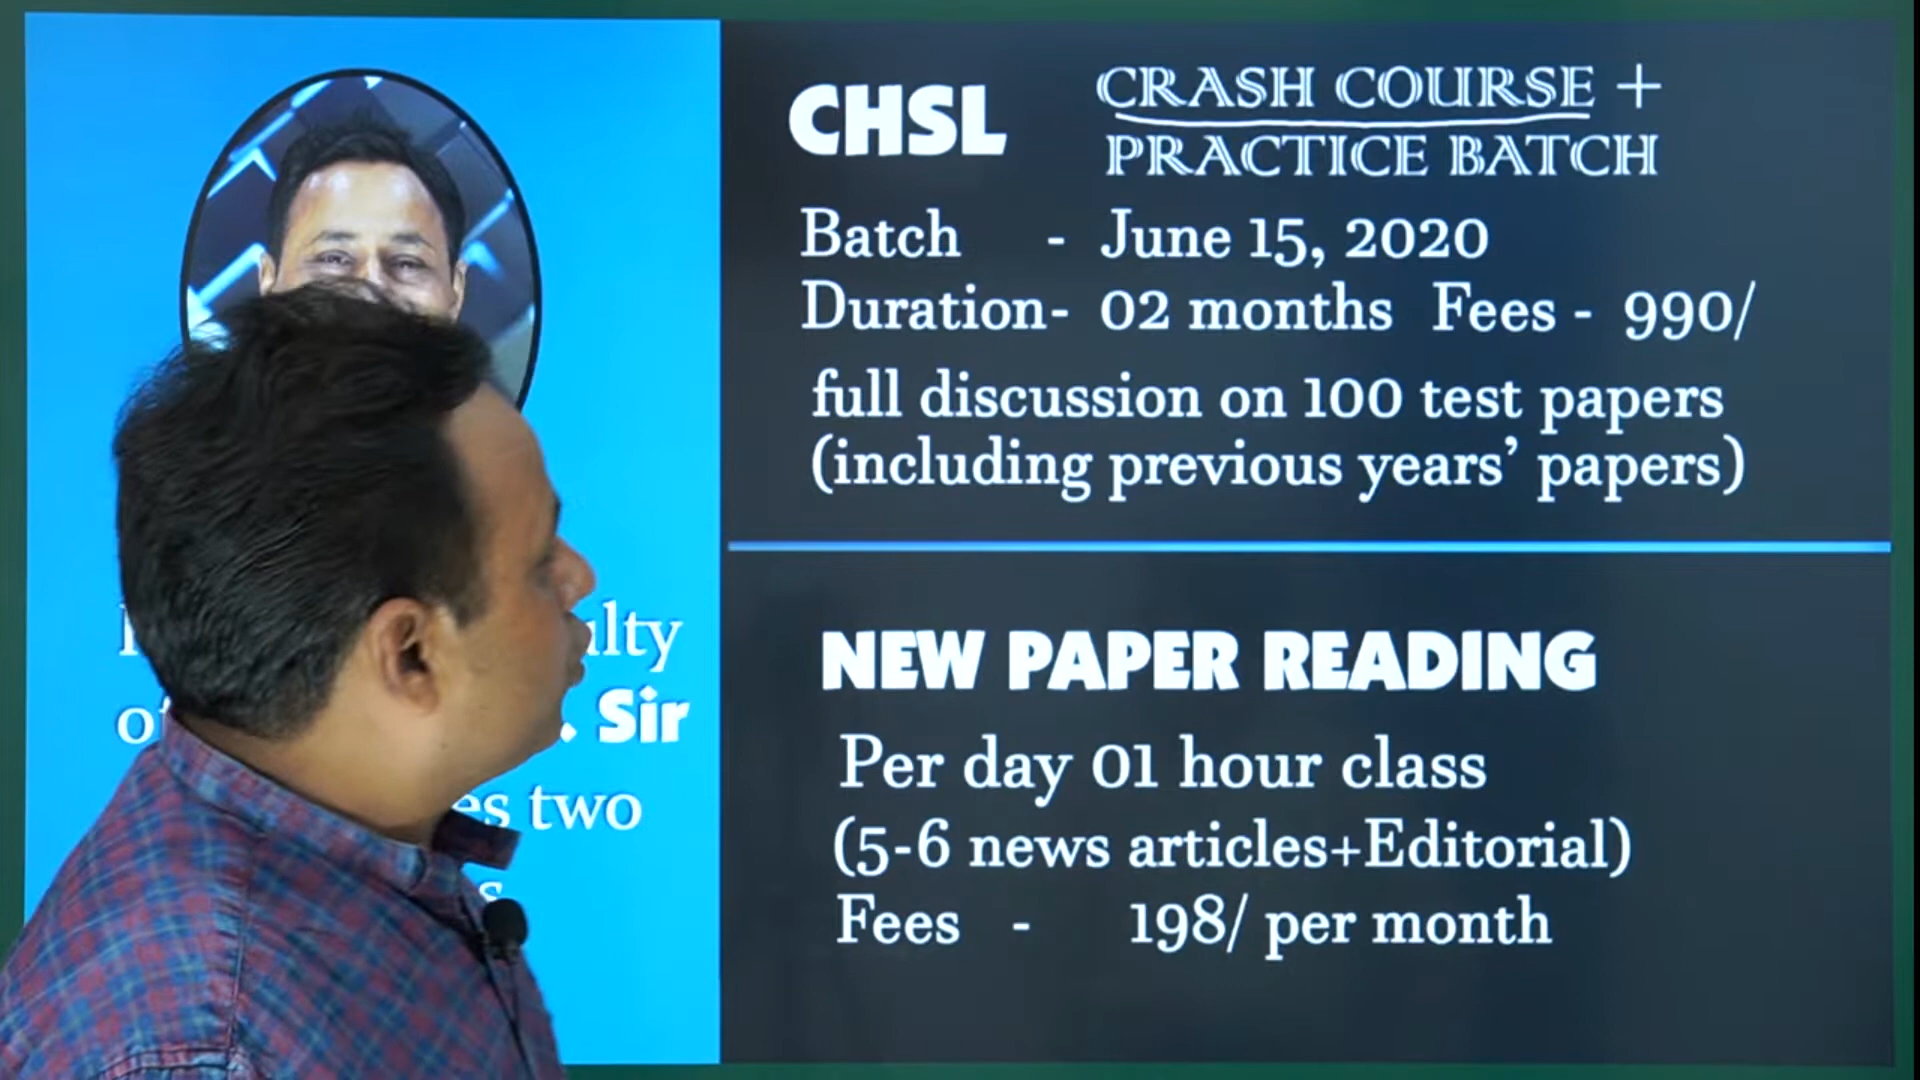 CHSL
CRASH COURSE +
PRACTICE BATCH
Batch - June 15, 2020
Duration- 02 months Fees - 990/
full discussion on 100 test papers
(including previous years’ papers)
NEW PAPER READING
Per day 01 hour class
(5-6 news articles+Editorial)
Fees - 198/ per month
Sir
two